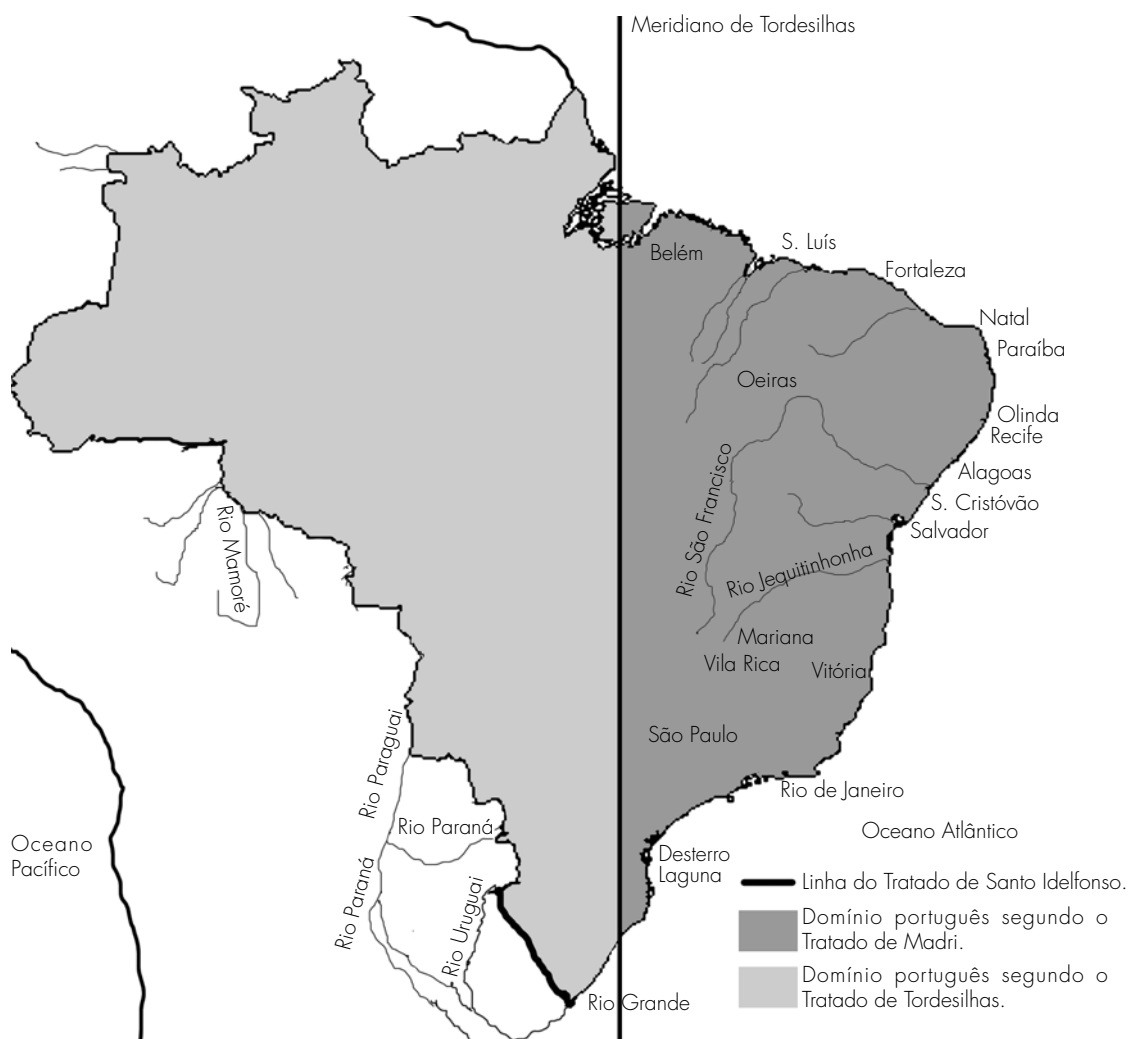 Meridiano de Tordesilhas
Belém
S. Luís
Fortaleza
Natal
Paraíba
Oeiras
Olinda
Recife
Alagoas
S. Cristóvão
Salvador
Rio São Francisco
Rio Jequitinhonha
Rio Mamoré
Mariana
Vila Rica
Vitória
São Paulo
Rio de Janeiro
Rio Paraguai
Rio Paraná
Rio Paraná
Rio Uruguai
Oceano
Pacífico
Oceano Atlântico
Desterro
Laguna
Rio Grande
Linha do Tratado de Santo Idelfonso.
Domínio português segundo o
Tratado de Madri.
Domínio português segundo o
Tratado de Tordesilhas.